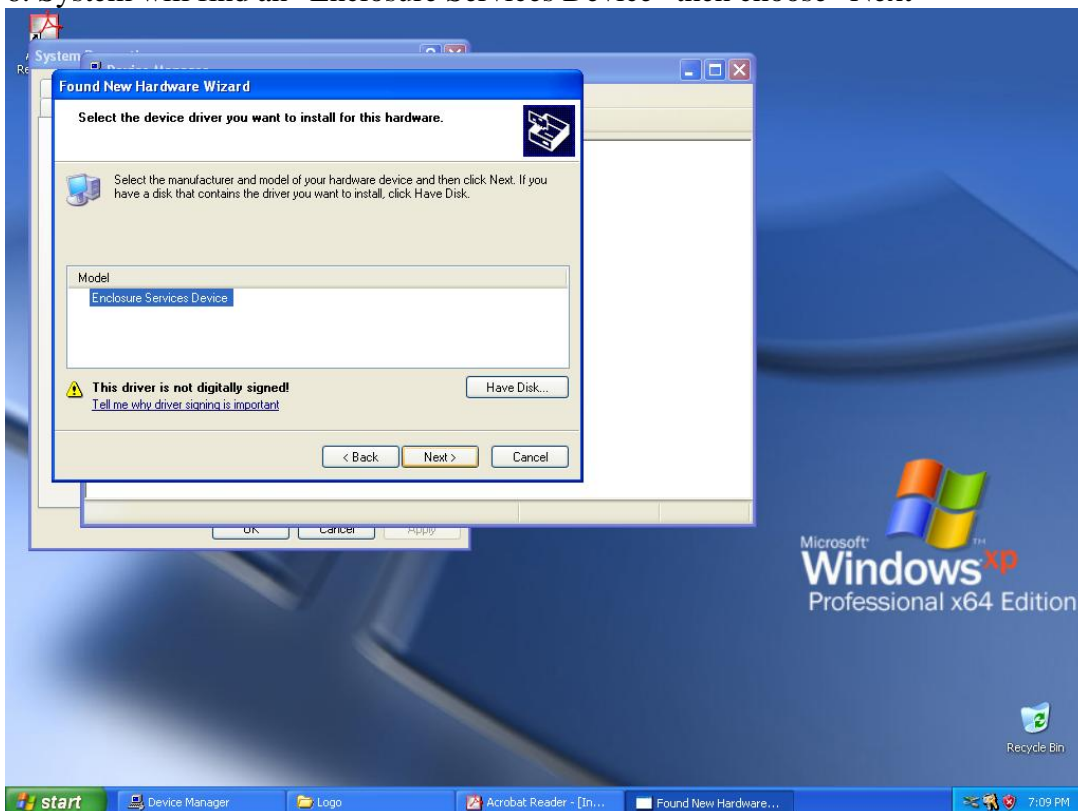 System will find an "Enclosure Services Device" then choose "Next"
System
Device Manager
Found New Hardware Wizard
Select the device driver you want to install for this hardware.
Select the manufacturer and model of your hardware device and then click Next. If you
have a disk that contains the driver you want to install, click Have Disk.
Model
Enclosure Services Device
This driver is not digitally signed!
Have Disk...
Tell me why driver signing is important
< Back
Next >
Cancel
OK
Cancel
Apply
Microsoft
Windows xp
TM
Professional x64 Edition
Recycle Bin
start
Device Manager
Logo
Acrobat Reader - [In...
Found New Hardware...
7:09 PM